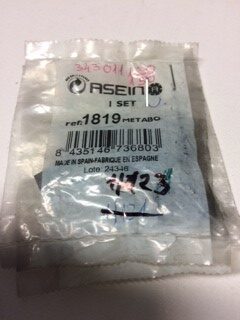 ASEIN
1 SET
ref: 1819 METABO
8 435146 736803
MADE IN SPAIN-FABRIQUE EN ESPAGNE
Lote: 24346